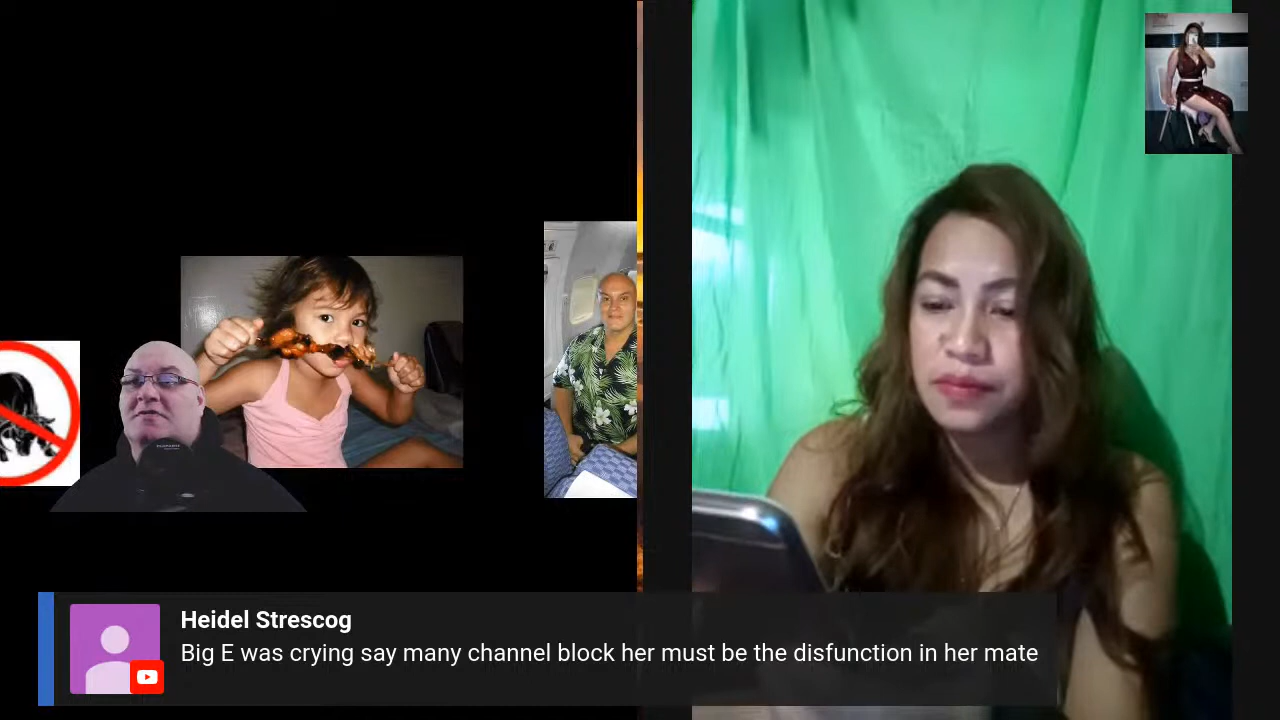 Heidel Strescog
Big E was crying say many channel block her must be the disfunction in her mate